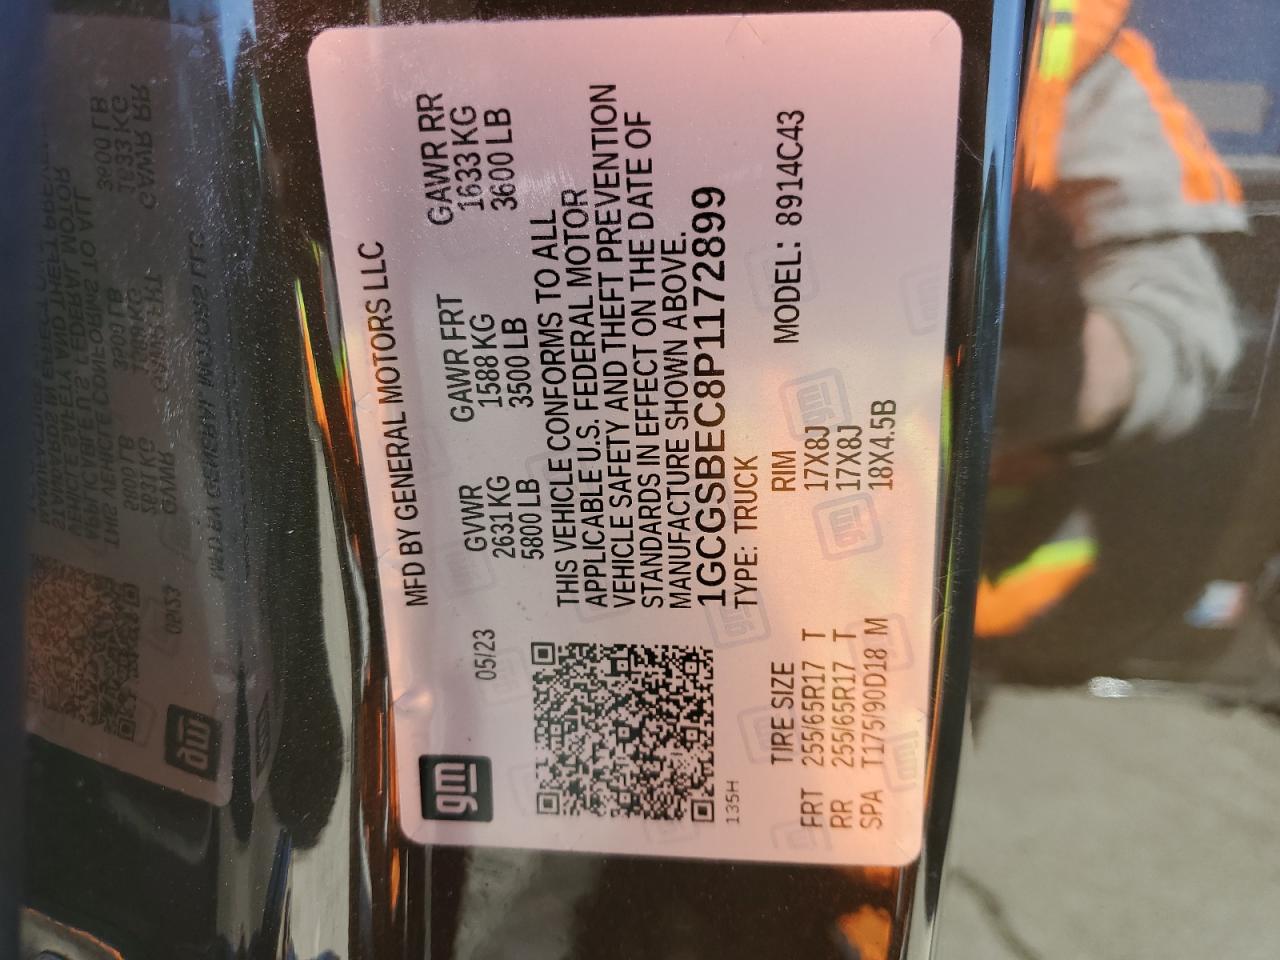 gm
MFD BY GENERAL MOTORS LLC
05/23
GVWR GAWR FRT GAWR RR
2631 KG 1588 KG 1633 KG
5800 LB 3500 LB 3600 LB
THIS VEHICLE CONFORMS TO ALL
APPLICABLE U.S. FEDERAL MOTOR
VEHICLE SAFETY AND THEFT PREVENTION
STANDARDS IN EFFECT ON THE DATE OF
MANUFACTURE SHOWN ABOVE.
1GCGSBEC8P1172899
TYPE: TRUCK MODEL: 8914C43
135H
TIRE SIZE RIM
FRT 255/65R17 T 17X8J
RR 255/65R17 T 17X8J
SPA T175/90D18 M 18X4.5B